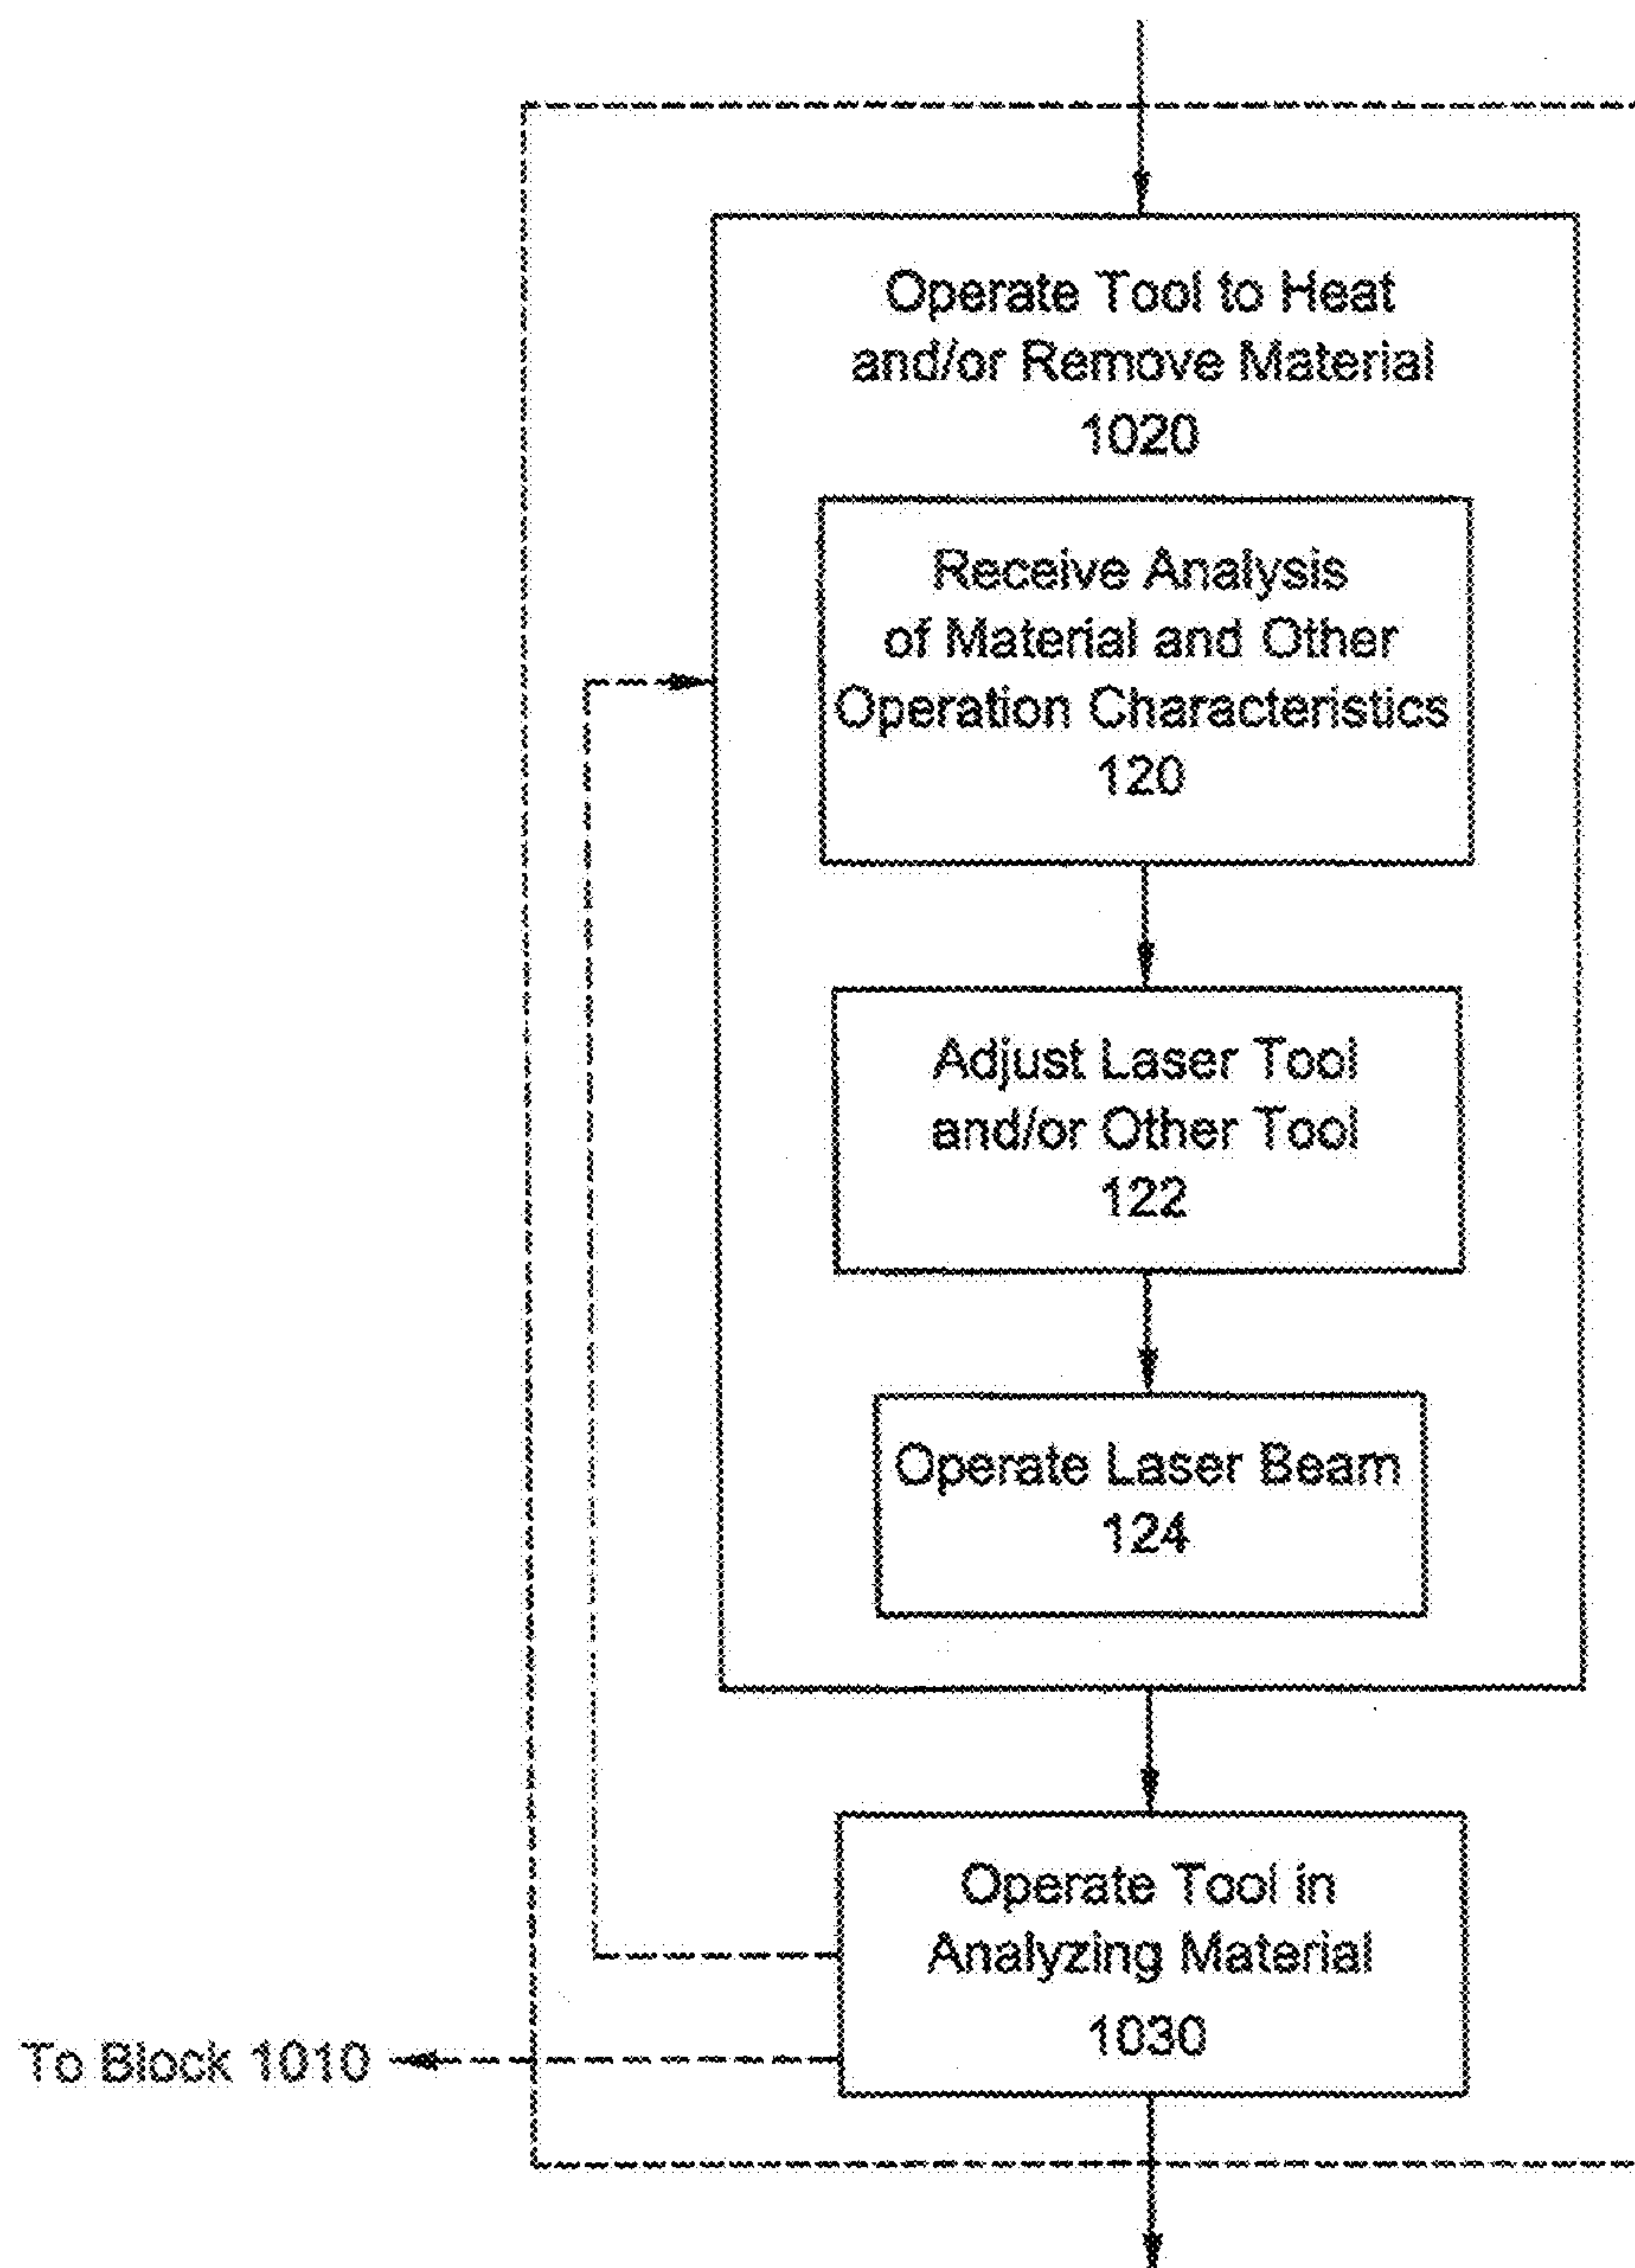 Operate Tool to Heat
and/or Remove Material
1020
Receive Analysis
of Material and Other
Operation Characteristics
120
Adjust Laser Tool
and/or Other Tool
122
Operate Laser Beam
124
Operate Tool in
Analyzing Material
1030
To Block 1010